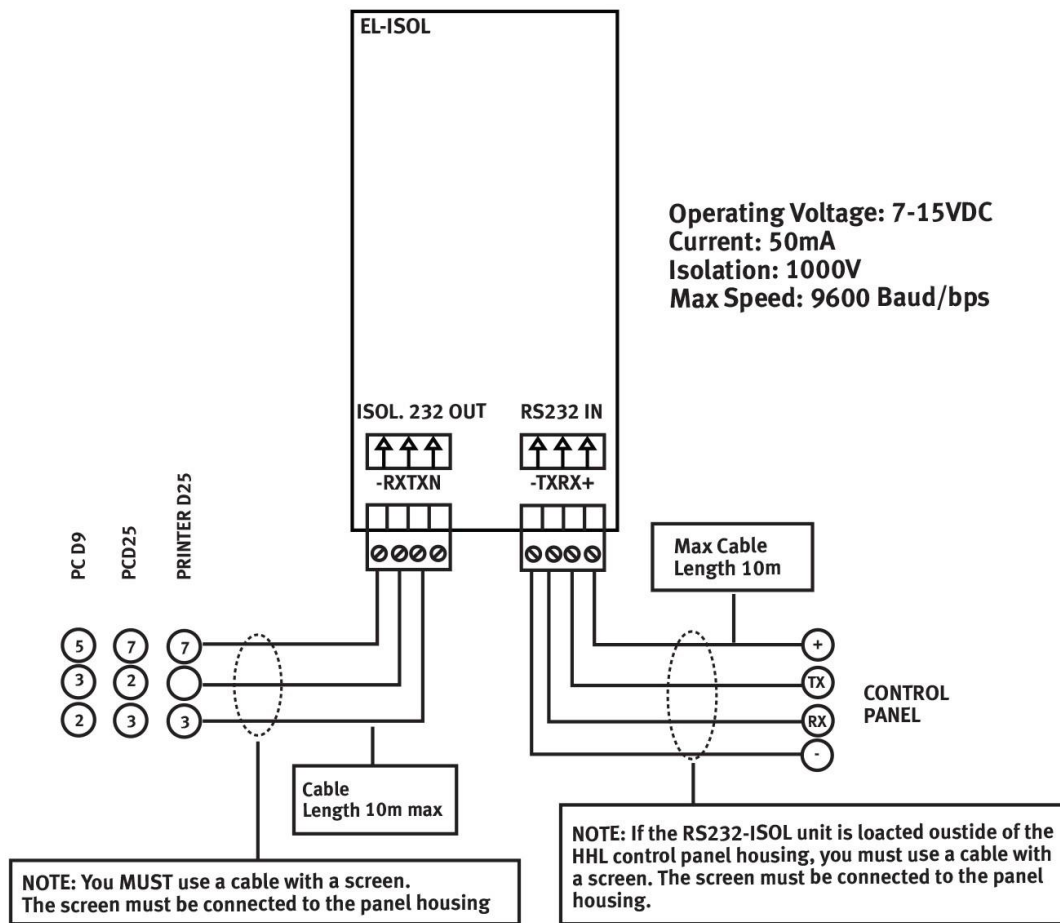 EL-ISOL
Operating Voltage: 7-15VDC
Current: 50mA
Isolation: 1000V
Max Speed: 9600 Baud/bps
ISOL. 232 OUT
RS232 IN
-RXTXN
-TXRX+
PC D9
PCD25
PRINTER D25
Max Cable
Length 10m
5 7 7
3 2
2 3 3
+
TX
RX
-
CONTROL
PANEL
Cable
Length 10m max
NOTE: You MUST use a cable with a screen.
The screen must be connected to the panel housing
NOTE: If the RS232-ISOL unit is loacted oustide of the
HHL control panel housing, you must use a cable with
a screen. The screen must be connected to the panel
housing.